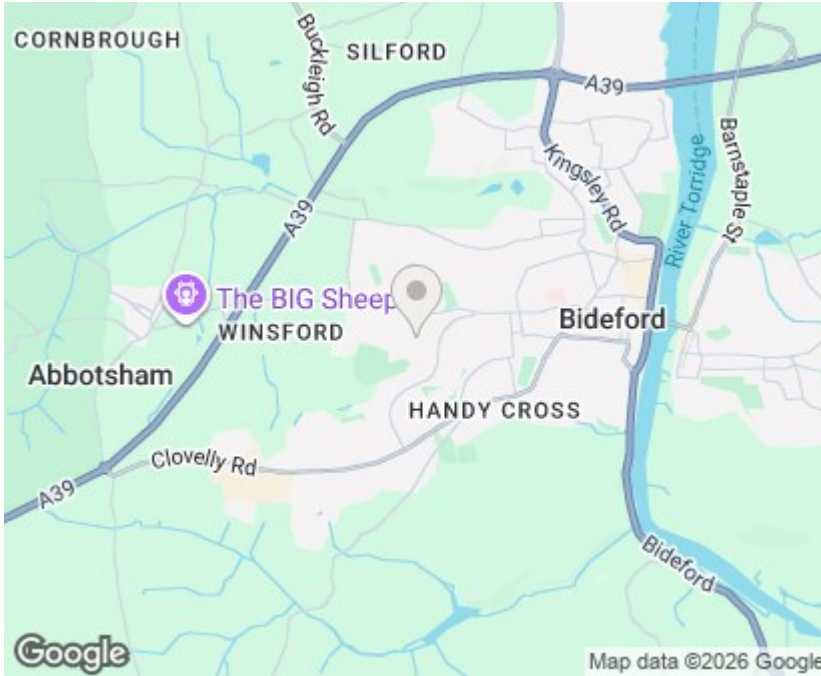 CORNBROUGH
Buckleigh Rd
SILFORD
A39
Barnstaple St
Kingsley Rd
River Torridge
A39
The BIG Sheep
WINSFORD
Bideford
Abbotsham
HANDY CROSS
Clovelly Rd
A39
Bideford
Google
Map data ©2026 Google